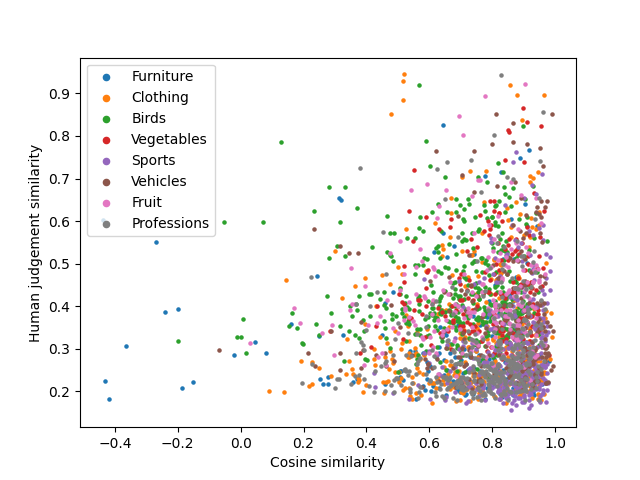 Furniture
Clothing
Birds
Vegetables
Sports
Vehicles
Fruit
Professions
Human judgement similarity
0.9
0.8
0.7
0.6
0.5
0.4
0.3
0.2
−0.4 −0.2 0.0 0.2 0.4 0.6 0.8 1.0
Cosine similarity